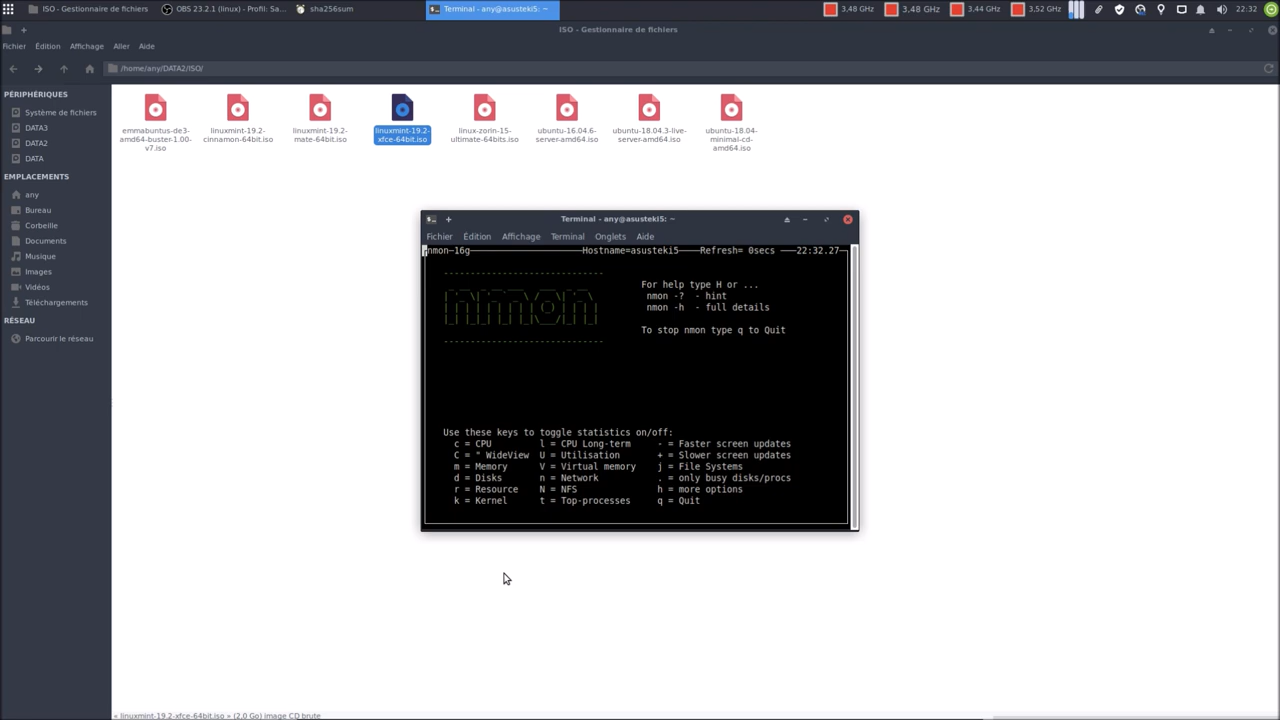 ISO - Gestionnaire de fichiers
OBS 23.2.1 (linux) - Profil: Sa...
sha256sum
Terminal - any@asusteki5: ~
3,48 GHz
3,48 GHz
3,44 GHz
3,52 GHz
22:32
ISO - Gestionnaire de fichiers
Fichier Édition Affichage Aller Aide
/home/any/DATA2/ISO/
PÉRIPHÉRIQUES
Système de fichiers
DATA3
DATA2
DATA
EMPLACEMENTS
any
Bureau
Corbeille
Documents
Musique
Images
Vidéos
Téléchargements
RÉSEAU
Parcourir le réseau
emmabuntus-de3-
amd64-buster-1.00-
v7.iso
linuxmint-19.2-
cinnamon-64bit.iso
linuxmint-19.2-
mate-64bit.iso
linuxmint-19.2-
xfce-64bit.iso
linux-zorin-15-
ultimate-64bits.iso
ubuntu-16.04.6-
server-amd64.iso
ubuntu-18.04.3-live-
server-amd64.iso
ubuntu-18.04-
minimal-cd-
amd64.iso
Terminal - any@asusteki5: ~
Fichier Édition Affichage Terminal Onglets Aide
nmon-16g Hostname=asusteki5 Refresh= 0secs 22:32.27
nmon
For help type H or ...
nmon -? - hint
nmon -h - full details
To stop nmon type q to Quit
Use these keys to toggle statistics on/off:
c = CPU l = CPU Long-term - = Faster screen updates
C = " WideView U = Utilisation + = Slower screen updates
m = Memory V = Virtual memory j = File Systems
d = Disks n = Network . = only busy disks/procs
r = Resource N = NFS h = more options
k = Kernel t = Top-processes q = Quit
« linuxmint-19.2-xfce-64bit.iso » (2,0 Go) image CD brute